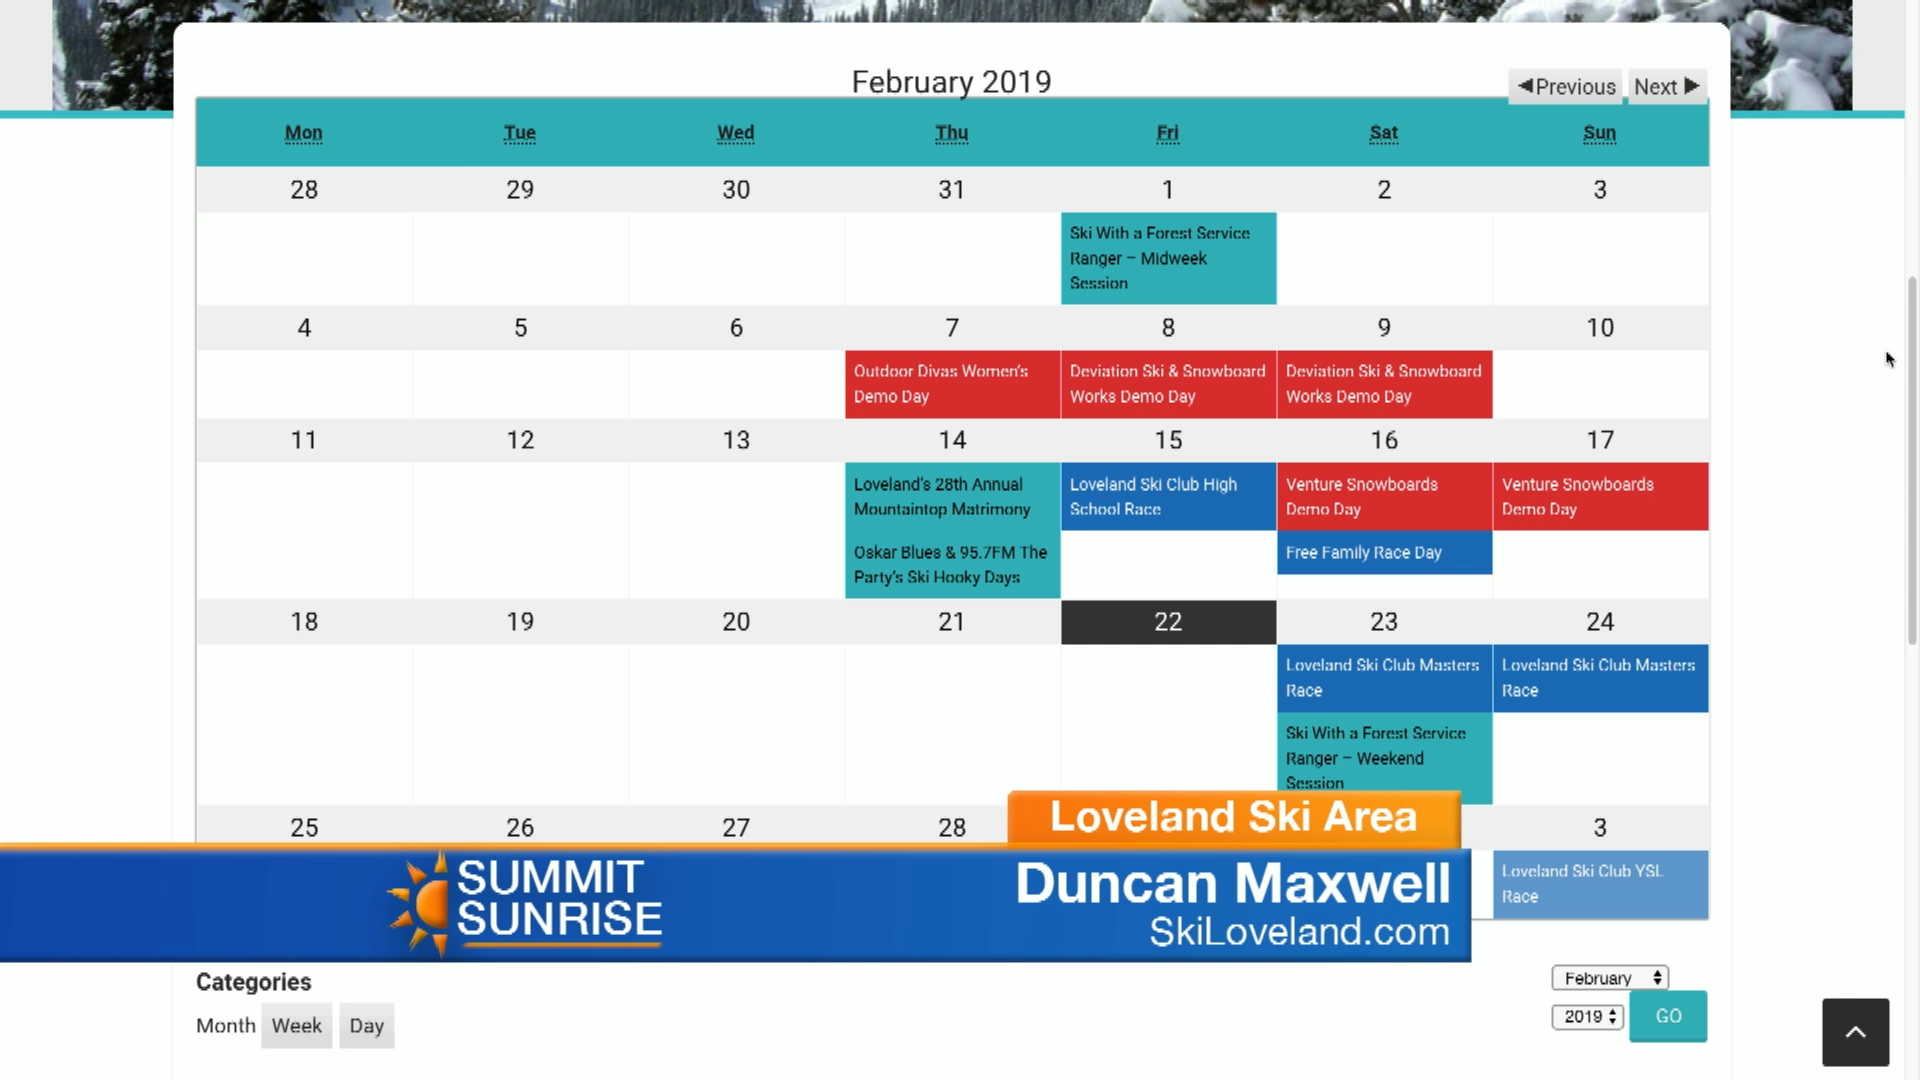 February 2019
◀Previous Next ▶
Mon Tue Wed Thu Fri Sat Sun
28 29 30 31 1 2 3
Ski With a Forest Service
Ranger – Midweek
Session
4 5 6 7 8 9 10
Outdoor Divas Women's
Demo Day
Deviation Ski & Snowboard
Works Demo Day
Deviation Ski & Snowboard
Works Demo Day
11 12 13 14 15 16 17
Loveland's 28th Annual
Mountaintop Matrimony
Oskar Blues & 95.7FM The
Party's Ski Hooky Days
Loveland Ski Club High
School Race
Venture Snowboards
Demo Day
Free Family Race Day
Venture Snowboards
Demo Day
18 19 20 21 22 23 24
Loveland Ski Club Masters
Race
Ski With a Forest Service
Ranger – Weekend
Session
Loveland Ski Club Masters
Race
25 26 27 28 3
Loveland Ski Club YSL
Race
Loveland Ski Area
SUMMIT
SUNRISE
Duncan Maxwell
SkiLoveland.com
Categories
Month Week Day
February
2019 GO